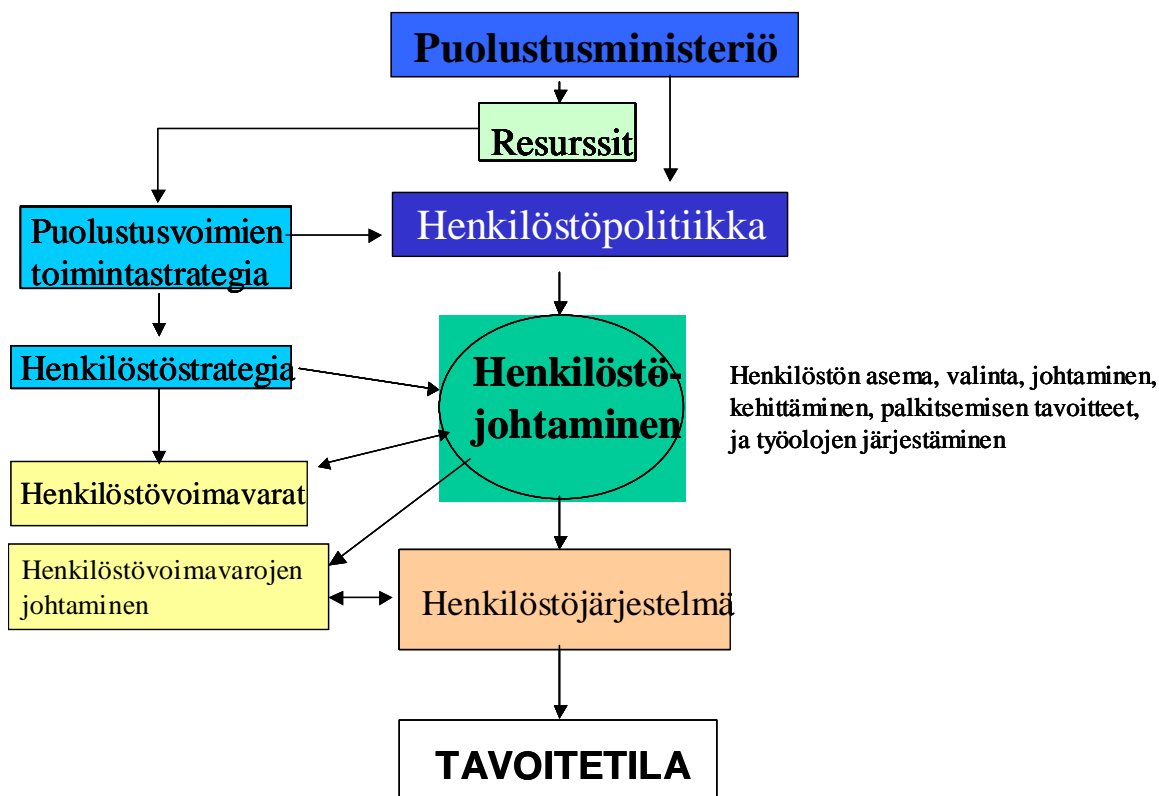 Puolustusministeriö
Resurssit
Puolustusvoimien
toimintastrategia
Henkilöstöpolitiikka
Henkilöstöstrategia
Henkilöstö-
johtaminen
Henkilöstön asema, valinta, johtaminen,
kehittäminen, palkitsemisen tavoitteet,
ja työolojen järjestäminen
Henkilöstövoimavarat
Henkilöstövoimavarojen
johtaminen
Henkilöstöjärjestelmä
TAVOITETILA